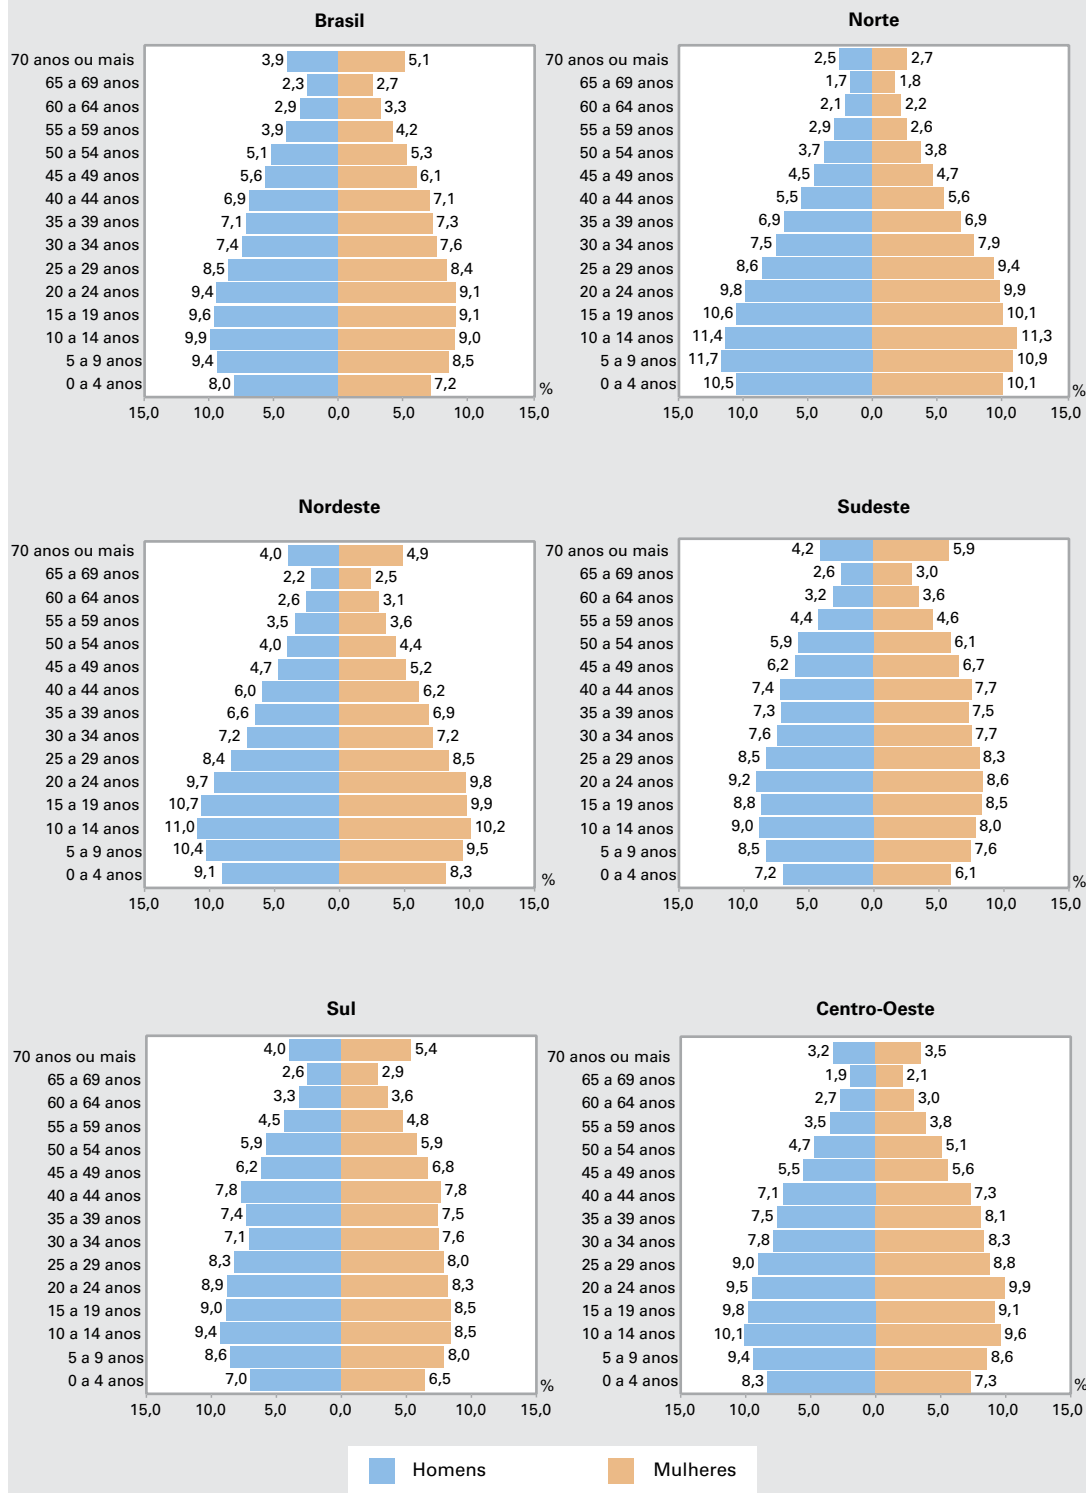 Brasil
70 anos ou mais 3,9 5,1
65 a 69 anos 2,3 2,7
60 a 64 anos 2,9 3,3
55 a 59 anos 3,9 4,2
50 a 54 anos 5,1 5,3
45 a 49 anos 5,6 6,1
40 a 44 anos 6,9 7,1
35 a 39 anos 7,1 7,3
30 a 34 anos 7,4 7,6
25 a 29 anos 8,5 8,4
20 a 24 anos 9,4 9,1
15 a 19 anos 9,6 9,1
10 a 14 anos 9,9 9,0
5 a 9 anos 9,4 8,5
0 a 4 anos 8,0 7,2 %
15,0 10,0 5,0 0,0 5,0 10,0 15,0
Norte
70 anos ou mais 2,5 2,7
65 a 69 anos 1,7 1,8
60 a 64 anos 2,1 2,2
55 a 59 anos 2,9 2,6
50 a 54 anos 3,7 3,8
45 a 49 anos 4,5 4,7
40 a 44 anos 5,5 5,6
35 a 39 anos 6,9 6,9
30 a 34 anos 7,5 7,9
25 a 29 anos 8,6 9,4
20 a 24 anos 9,8 9,9
15 a 19 anos 10,6 10,1
10 a 14 anos 11,4 11,3
5 a 9 anos 11,7 10,9
0 a 4 anos 10,5 10,1 %
15,0 10,0 5,0 0,0 5,0 10,0 15,0
Nordeste
70 anos ou mais 4,0 4,9
65 a 69 anos 2,2 2,5
60 a 64 anos 2,6 3,1
55 a 59 anos 3,5 3,6
50 a 54 anos 4,0 4,4
45 a 49 anos 4,7 5,2
40 a 44 anos 6,0 6,2
35 a 39 anos 6,6 6,9
30 a 34 anos 7,2 7,2
25 a 29 anos 8,4 8,5
20 a 24 anos 9,7 9,8
15 a 19 anos 10,7 9,9
10 a 14 anos 11,0 10,2
5 a 9 anos 10,4 9,5
0 a 4 anos 9,1 8,3 %
15,0 10,0 5,0 0,0 5,0 10,0 15,0
Sudeste
70 anos ou mais 4,2 5,9
65 a 69 anos 2,6 3,0
60 a 64 anos 3,2 3,6
55 a 59 anos 4,4 4,6
50 a 54 anos 5,9 6,1
45 a 49 anos 6,2 6,7
40 a 44 anos 7,4 7,7
35 a 39 anos 7,3 7,5
30 a 34 anos 7,6 7,7
25 a 29 anos 8,5 8,3
20 a 24 anos 9,2 8,6
15 a 19 anos 8,8 8,5
10 a 14 anos 9,0 8,0
5 a 9 anos 8,5 7,6
0 a 4 anos 7,2 6,1 %
15,0 10,0 5,0 0,0 5,0 10,0 15,0
Sul
70 anos ou mais 4,0 5,4
65 a 69 anos 2,6 2,9
60 a 64 anos 3,3 3,6
55 a 59 anos 4,5 4,8
50 a 54 anos 5,9 5,9
45 a 49 anos 6,2 6,8
40 a 44 anos 7,8 7,8
35 a 39 anos 7,4 7,5
30 a 34 anos 7,1 7,6
25 a 29 anos 8,3 8,0
20 a 24 anos 8,9 8,3
15 a 19 anos 9,0 8,5
10 a 14 anos 9,4 8,5
5 a 9 anos 8,6 8,0
0 a 4 anos 7,0 6,5 %
15,0 10,0 5,0 0,0 5,0 10,0 15,0
Centro-Oeste
70 anos ou mais 3,2 3,5
65 a 69 anos 1,9 2,1
60 a 64 anos 2,7 3,0
55 a 59 anos 3,5 3,8
50 a 54 anos 4,7 5,1
45 a 49 anos 5,5 5,6
40 a 44 anos 7,1 7,3
35 a 39 anos 7,5 8,1
30 a 34 anos 7,8 8,3
25 a 29 anos 9,0 8,8
20 a 24 anos 9,5 9,9
15 a 19 anos 9,8 9,1
10 a 14 anos 10,1 9,6
5 a 9 anos 9,4 8,6
0 a 4 anos 8,3 7,3 %
15,0 10,0 5,0 0,0 5,0 10,0 15,0
Homens Mulheres